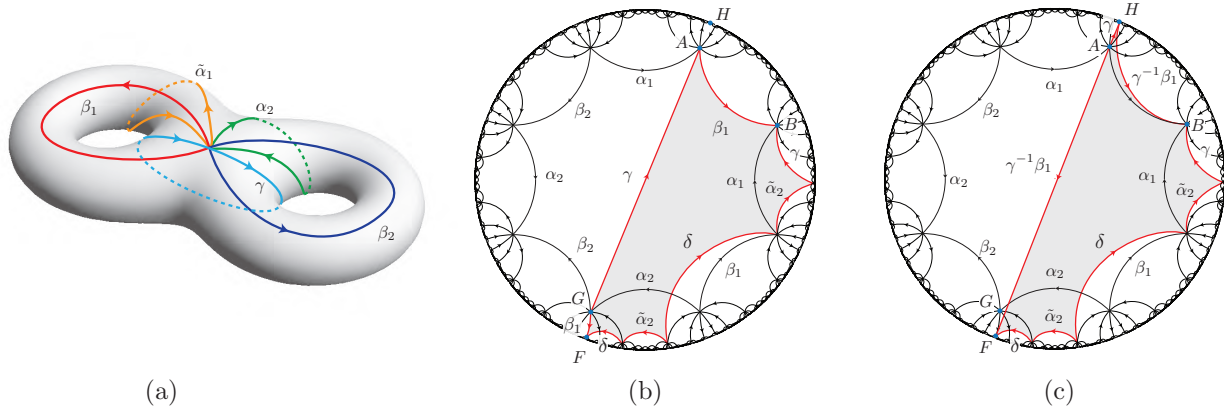 β₁
α̃₁
α₂
γ
β₂
(a)
H
A
α₁
β₂
β₁
B
γ
α₂
γ
α₁
α̃₂
β₂
δ
β₁
G
α₂
β₁
α̃₂
F
δ
(b)
H
γ
A
α₁
γ⁻¹β₁
β₂
B
γ
γ⁻¹β₁
α₂
α₁
α̃₂
β₂
δ
β₁
α₂
G
α̃₂
F
δ
(c)